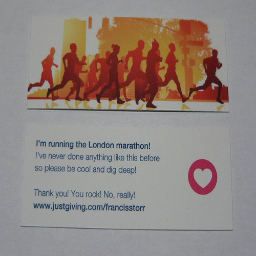 I'm running the London marathon!
I've never done anything like this before
so please be cool and dig deep!
Thank you! You rock! No, really!
www.justgiving.com/francisstorr